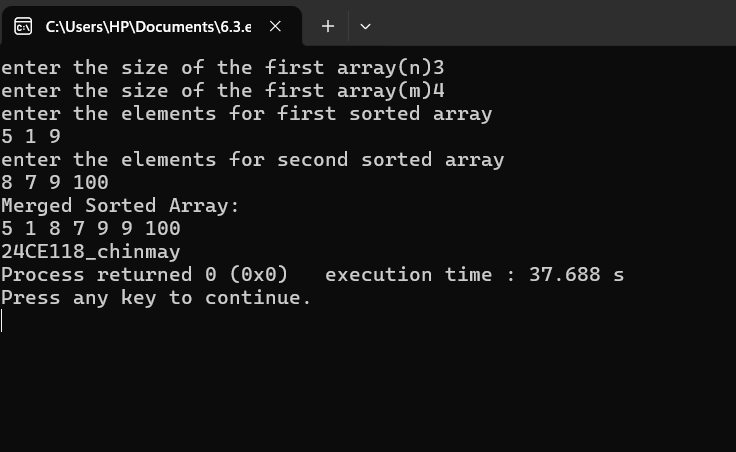 C:\Users\HP\Documents\6.3.e
enter the size of the first array(n)3
enter the size of the first array(m)4
enter the elements for first sorted array
5 1 9
enter the elements for second sorted array
8 7 9 100
Merged Sorted Array:
5 1 8 7 9 9 100
24CE118_chinmay
Process returned 0 (0x0)   execution time : 37.688 s
Press any key to continue.